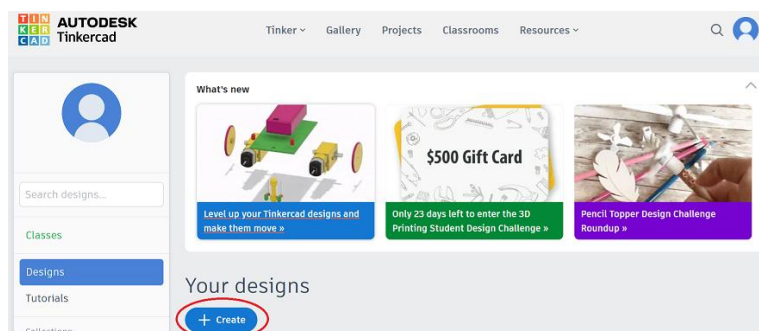 TIN
KER
CAD
AUTODESK
Tinkercad
Tinker
Gallery
Projects
Classrooms
Resources
Search designs...
Classes
Designs
Tutorials
Collections
What's new
$500 Gift Card
Level up your Tinkercad designs and
make them move »
Only 23 days left to enter the 3D
Printing Student Design Challenge »
Pencil Topper Design Challenge
Roundup »
Your designs
+ Create